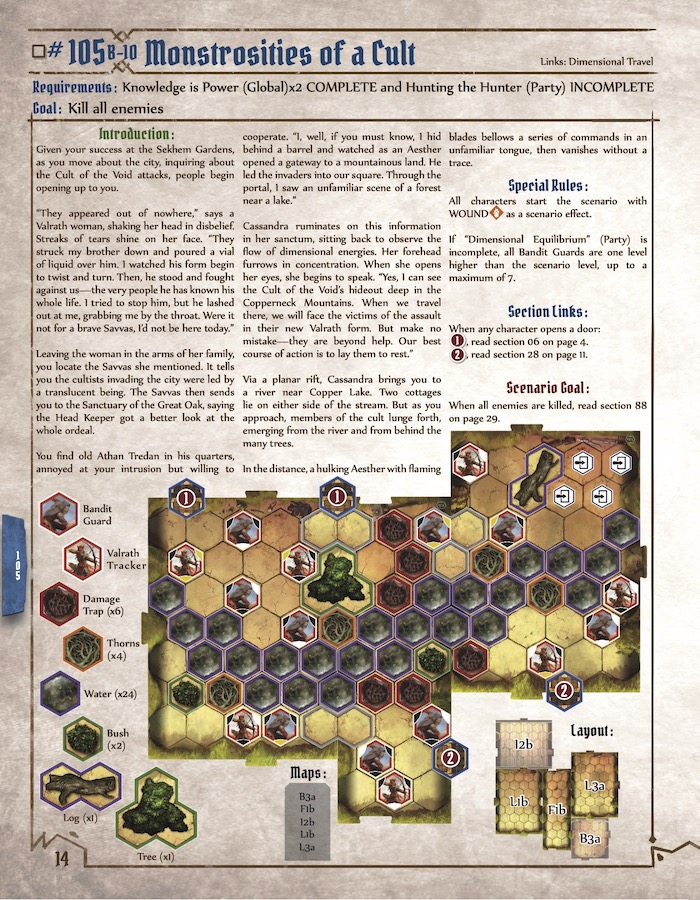 #105 B-10 Monstrosities of a Cult
Links: Dimensional Travel
Requirements: Knowledge is Power (Global)x2 COMPLETE and Hunting the Hunter (Party) INCOMPLETE
Goal: Kill all enemies
Introduction:
Given your success at the Sekhem Gardens,
as you move about the city, inquiring about
the Cult of the Void attacks, people begin
opening up to you.
"They appeared out of nowhere," says a
Valrath woman, shaking her head in disbelief.
Streaks of tears shine on her face. "They
struck my brother down and poured a vial
of liquid over him. I watched his form begin
to twist and turn. Then, he stood and fought
against us—the very people he has known his
whole life. I tried to stop him, but he lashed
out at me, grabbing me by the throat. Were it
not for a brave Savvas, I'd not be here today."
Leaving the woman in the arms of her family,
you locate the Savvas she mentioned. It tells
you the cultists invading the city were led by
a translucent being. The Savvas then sends
you to the Sanctuary of the Great Oak, saying
the Head Keeper got a better look at the
whole ordeal.
You find old Athan Tredan in his quarters,
annoyed at your intrusion but willing to
cooperate. "I, well, if you must know, I hid
behind a barrel and watched as an Aesther
opened a gateway to a mountainous land. He
led the invaders into our square. Through the
portal, I saw an unfamiliar scene of a forest
near a lake."
Cassandra ruminates on this information
in her sanctum, sitting back to observe the
flow of dimensional energies. Her forehead
furrows in concentration. When she opens
her eyes, she begins to speak. "Yes, I can see
the Cult of the Void's hideout deep in the
Copperneck Mountains. When we travel
there, we will face the victims of the assault
in their new Valrath form. But make no
mistake—they are beyond help. Our best
course of action is to lay them to rest."
Via a planar rift, Cassandra brings you to
a river near Copper Lake. Two cottages
lie on either side of the stream. But as you
approach, members of the cult lunge forth,
emerging from the river and from behind the
many trees.
In the distance, a hulking Aesther with flaming
blades bellows a series of commands in an
unfamiliar tongue, then vanishes without a
trace.
Special Rules:
All characters start the scenario with
WOUND as a scenario effect.
If "Dimensional Equilibrium" (Party) is
incomplete, all Bandit Guards are one level
higher than the scenario level, up to a
maximum of 7.
Section Links:
When any character opens a door:
1, read section 06 on page 4.
2, read section 28 on page 11.
Scenario Goal:
When all enemies are killed, read section 88
on page 29.
1
1
2
2
Bandit
Guard
Valrath
Tracker
Damage
Trap (x6)
Thorns
(x4)
Water (x24)
Bush
(x2)
Log (x1)
Tree (x1)
105
Maps:
B3a
F1b
I2b
L1b
L3a
Layout:
I2b
L1b
F1b
L3a
B3a
14